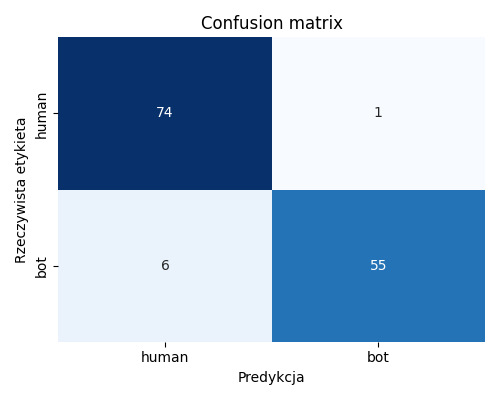 Confusion matrix
Rzeczywista etykieta
human
74
1
bot
6
55
human
bot
Predykcja